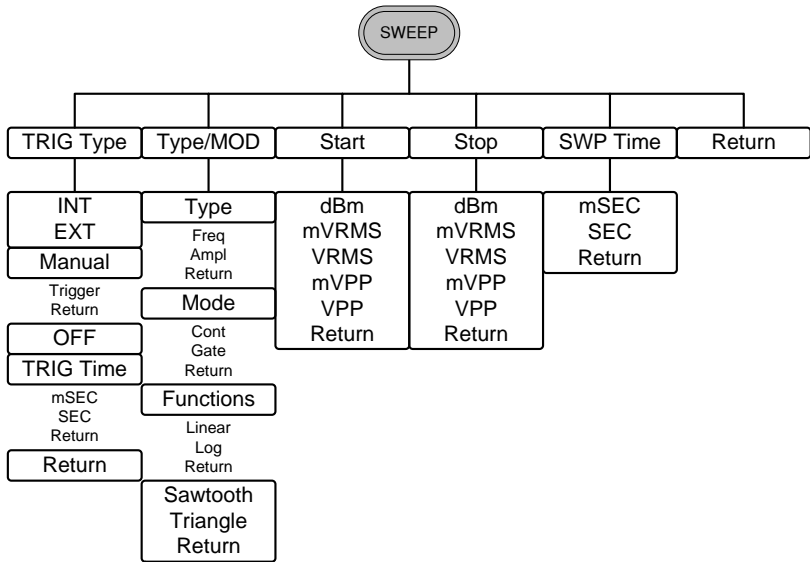 SWEEP
TRIG Type
Type/MOD
Start
Stop
SWP Time
Return
INT
EXT
Manual
Trigger
Return
OFF
TRIG Time
mSEC
SEC
Return
Return
Type
Freq
Ampl
Return
Mode
Cont
Gate
Return
Functions
Linear
Log
Return
Sawtooth
Triangle
Return
dBm
mVRMS
VRMS
mVPP
VPP
Return
dBm
mVRMS
VRMS
mVPP
VPP
Return
mSEC
SEC
Return